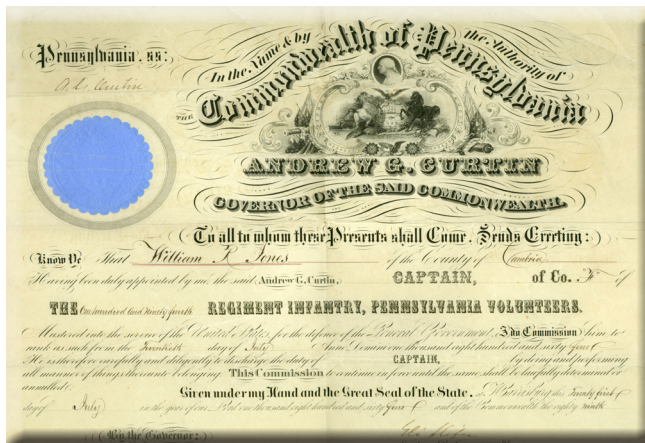 Pennsylvania, ss:
In the Name & by the Authority of
THE Commonwealth of Pennsylvania
A. G. Curtin
ANDREW G. CURTIN
GOVERNOR OF THE SAID COMMONWEALTH.
To all to whom these Presents shall Come, Sends Greeting:
Know Ye That William R Jones of the County of Cambria
Having been duly appointed by me, the said Andrew G. Curtin, CAPTAIN, of Co. F of
THE One hundred and Ninety fourth REGIMENT INFANTRY, PENNSYLVANIA VOLUNTEERS.
Mustered into the service of the United States for the defence of the General Government, I do Commission him to
rank as such from the Twentieth day of July Anno Domini one thousand eight hundred and sixty four
He is therefore carefully and diligently to discharge the duty of CAPTAIN, by doing and performing
all manner of things thereunto belonging This Commission to continue in force until the same shall be lawfully determined or
annulled:
Given under my Hand and the Great Seal of the State, at Harrisburg this Twenty first
day of July in the year of our Lord one thousand eight hundred and sixty four and of the Commonwealth the eighty ninth
By the Governor: Eli Slifer